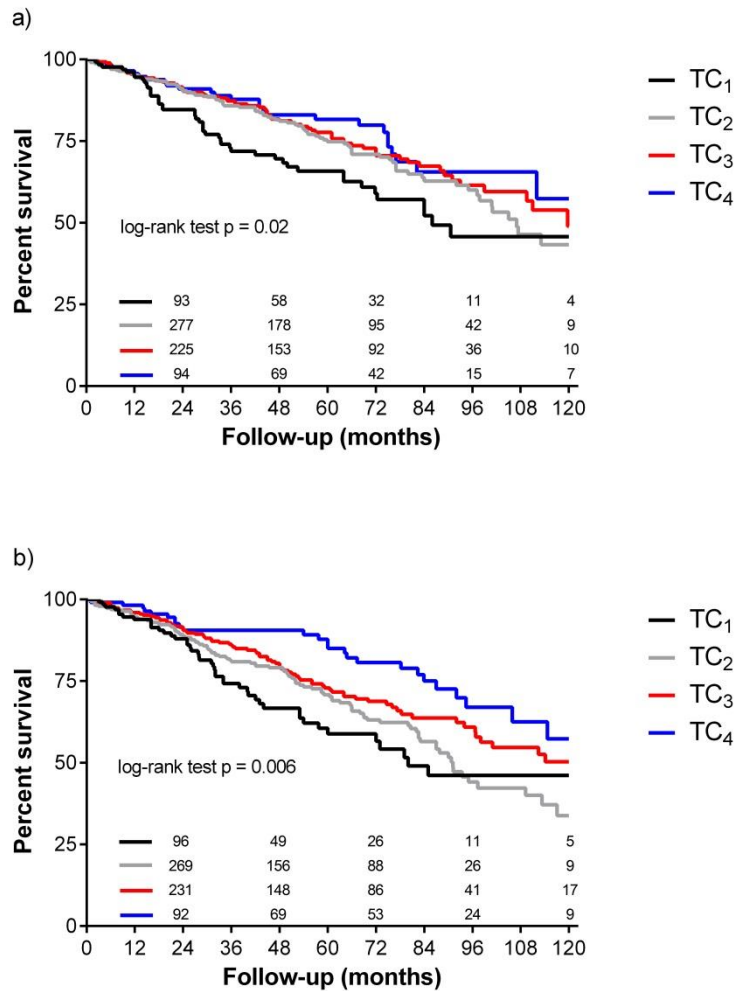 a)
100
75
50
25
0
Percent survival
log-rank test p = 0.02
93 58 32 11 4
277 178 95 42 9
225 153 92 36 10
94 69 42 15 7
0 12 24 36 48 60 72 84 96 108 120
Follow-up (months)
TC1
TC2
TC3
TC4
b)
100
75
50
25
0
Percent survival
log-rank test p = 0.006
96 49 26 11 5
269 156 88 26 9
231 148 86 41 17
92 69 53 24 9
0 12 24 36 48 60 72 84 96 108 120
Follow-up (months)
TC1
TC2
TC3
TC4